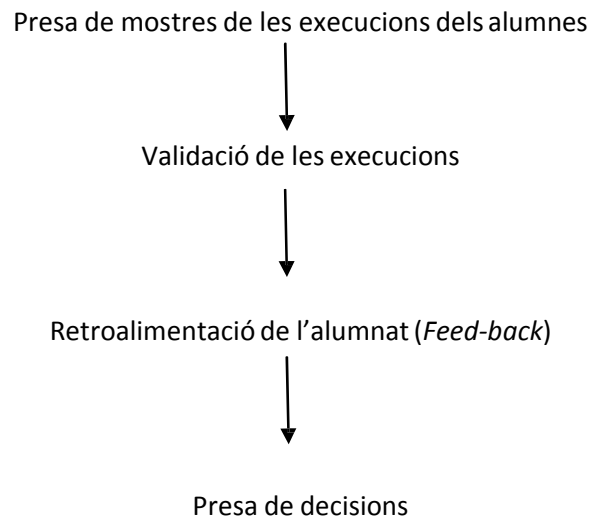 Presa de mostres de les execucions dels alumnes
Validació de les execucions
Retroalimentació de l’alumnat (Feed-back)
Presa de decisions